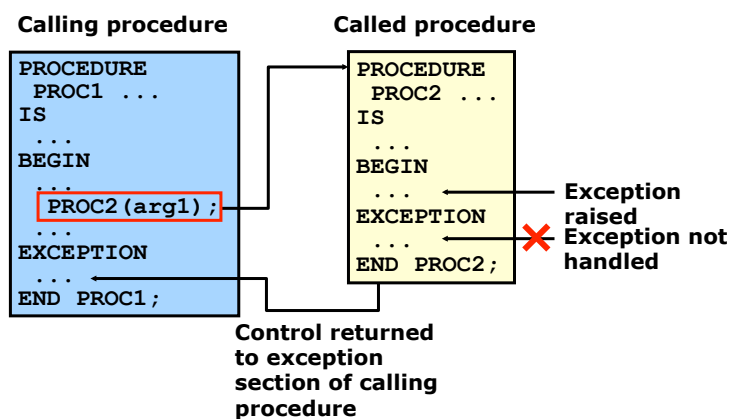 Calling procedure
PROCEDURE
PROC1 ...
IS
...
BEGIN
...
PROC2(arg1);
...
EXCEPTION
...
END PROC1;
Called procedure
PROCEDURE
PROC2 ...
IS
...
BEGIN
...
EXCEPTION
...
END PROC2;
Exception
raised
Exception not
handled
Control returned
to exception
section of calling
procedure